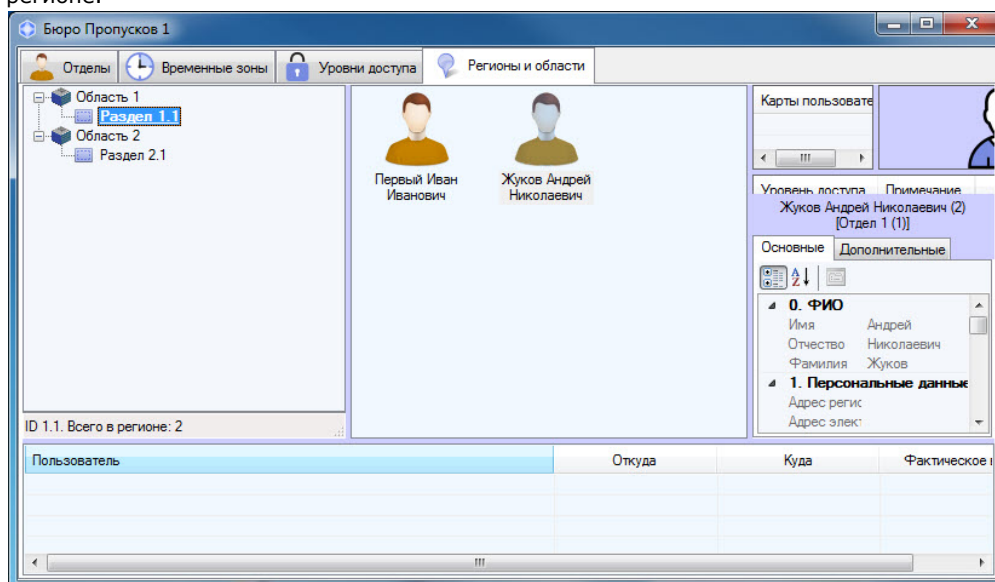 регионе.
Бюро Пропусков 1
Отделы Временные зоны Уровни доступа Регионы и области
Область 1
Раздел 1.1
Область 2
Раздел 2.1
ID 1.1. Всего в регионе: 2
Первый Иван
Иванович
Жуков Андрей
Николаевич
Карты пользовате
Уровень доступа Примечание
Жуков Андрей Николаевич (2)
[Отдел 1 (1)]
Основные Дополнительные
0. ФИО
Имя Андрей
Отчество Николаевич
Фамилия Жуков
1. Персональные данные
Адрес регис
Адрес элект
Пользователь Откуда Куда Фактическое